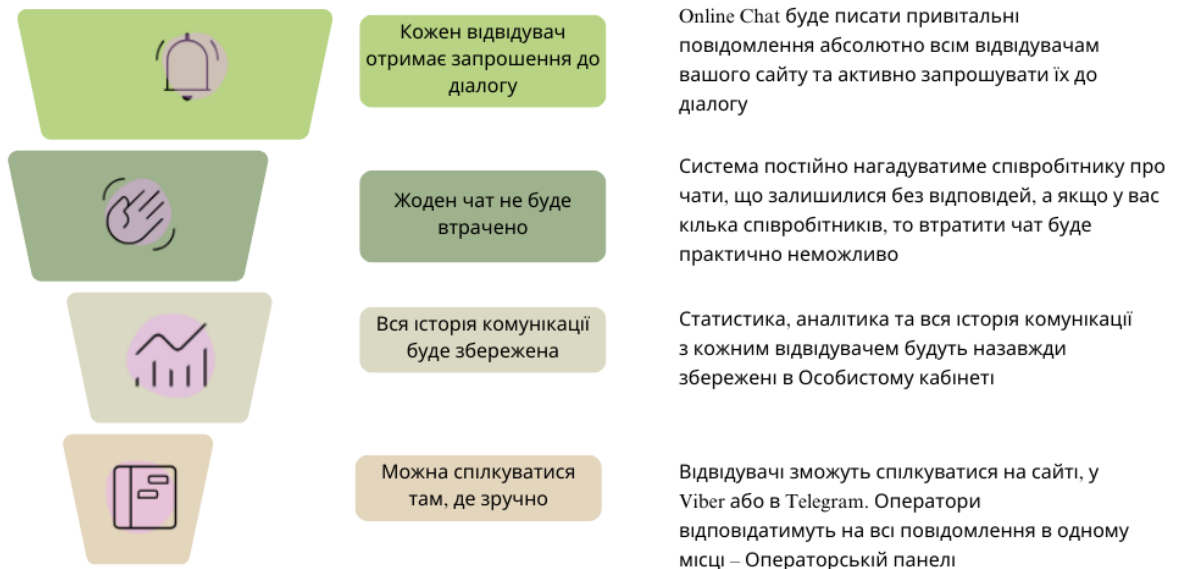 Кожен відвідувач
отримає запрошення до
діалогу
Online Chat буде писати привітальні
повідомлення абсолютно всім відвідувачам
вашого сайту та активно запрошувати їх до
діалогу
Жоден чат не буде
втрачено
Система постійно нагадуватиме співробітнику про
чати, що залишилися без відповідей, а якщо у вас
кілька співробітників, то втратити чат буде
практично неможливо
Вся історія комунікації
буде збережена
Статистика, аналітика та вся історія комунікації
з кожним відвідувачем будуть назавжди
збережені в Особистому кабінеті
Можна спілкуватися
там, де зручно
Відвідувачі зможуть спілкуватися на сайті, у
Viber або в Telegram. Оператори
відповідатимуть на всі повідомлення в одному
місці – Операторській панелі